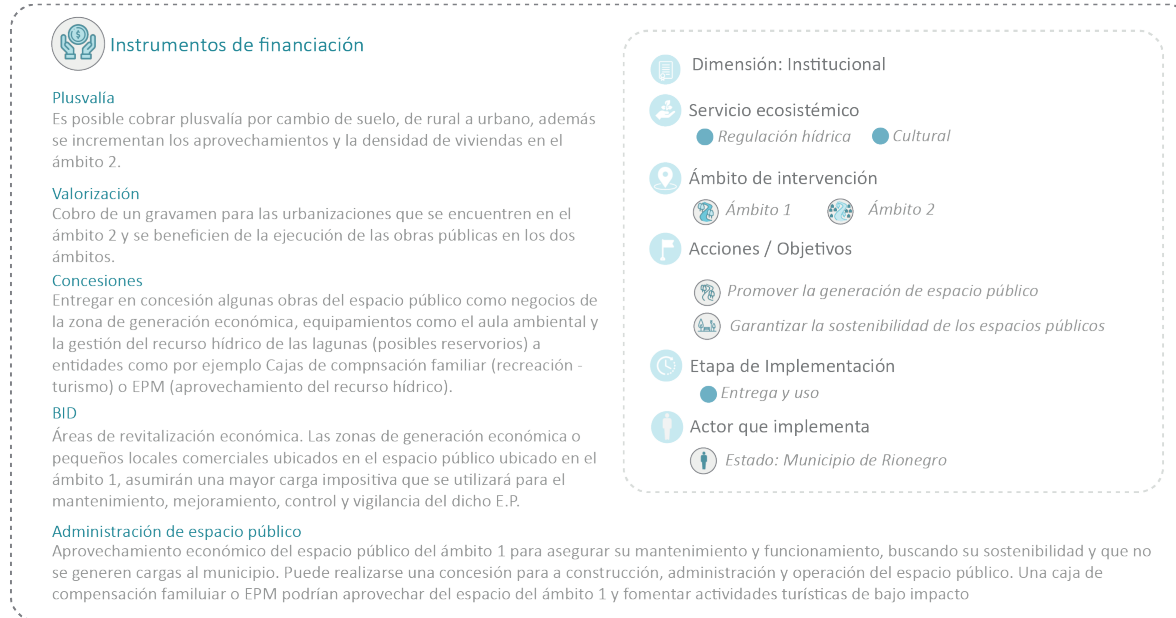 Instrumentos de financiación
Plusvalía
Es posible cobrar plusvalía por cambio de suelo, de rural a urbano, además
se incrementan los aprovechamientos y la densidad de viviendas en el
ámbito 2.
Valorización
Cobro de un gravamen para las urbanizaciones que se encuentren en el
ámbito 2 y se beneficien de la ejecución de las obras públicas en los dos
ámbitos.
Concesiones
Entregar en concesión algunas obras del espacio público como negocios de
la zona de generación económica, equipamientos como el aula ambiental y
la gestión del recurso hídrico de las lagunas (posibles reservorios) a
entidades como por ejemplo Cajas de compnsación familiar (recreación -
turismo) o EPM (aprovechamiento del recurso hídrico).
BID
Áreas de revitalización económica. Las zonas de generación económica o
pequeños locales comerciales ubicados en el espacio público ubicado en el
ámbito 1, asumirán una mayor carga impositiva que se utilizará para el
mantenimiento, mejoramiento, control y vigilancia del dicho E.P.
Administración de espacio público
Aprovechamiento económico del espacio público del ámbito 1 para asegurar su mantenimiento y funcionamiento, buscando su sostenibilidad y que no
se generen cargas al municipio. Puede realizarse una concesión para a construcción, administración y operación del espacio público. Una caja de
compensación familuiar o EPM podrían aprovechar del espacio del ámbito 1 y fomentar actividades turísticas de bajo impacto
Dimensión: Institucional
Servicio ecosistémico
Regulación hídrica Cultural
Ámbito de intervención
Ámbito 1 Ámbito 2
Acciones / Objetivos
Promover la generación de espacio público
Garantizar la sostenibilidad de los espacios públicos
Etapa de Implementación
Entrega y uso
Actor que implementa
Estado: Municipio de Rionegro